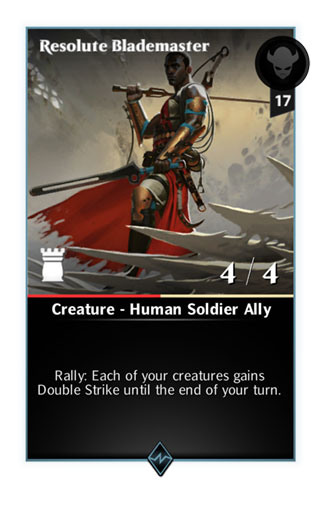 Resolute Blademaster
17
4 / 4
Creature - Human Soldier Ally
Rally: Each of your creatures gains
Double Strike until the end of your turn.